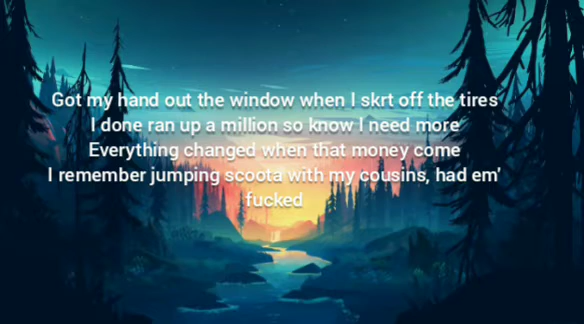 Got my hand out the window when I skrt off the tires
I done ran up a million so know I need more
Everything changed when that money come
I remember jumping scoota with my cousins, had em'
fucked